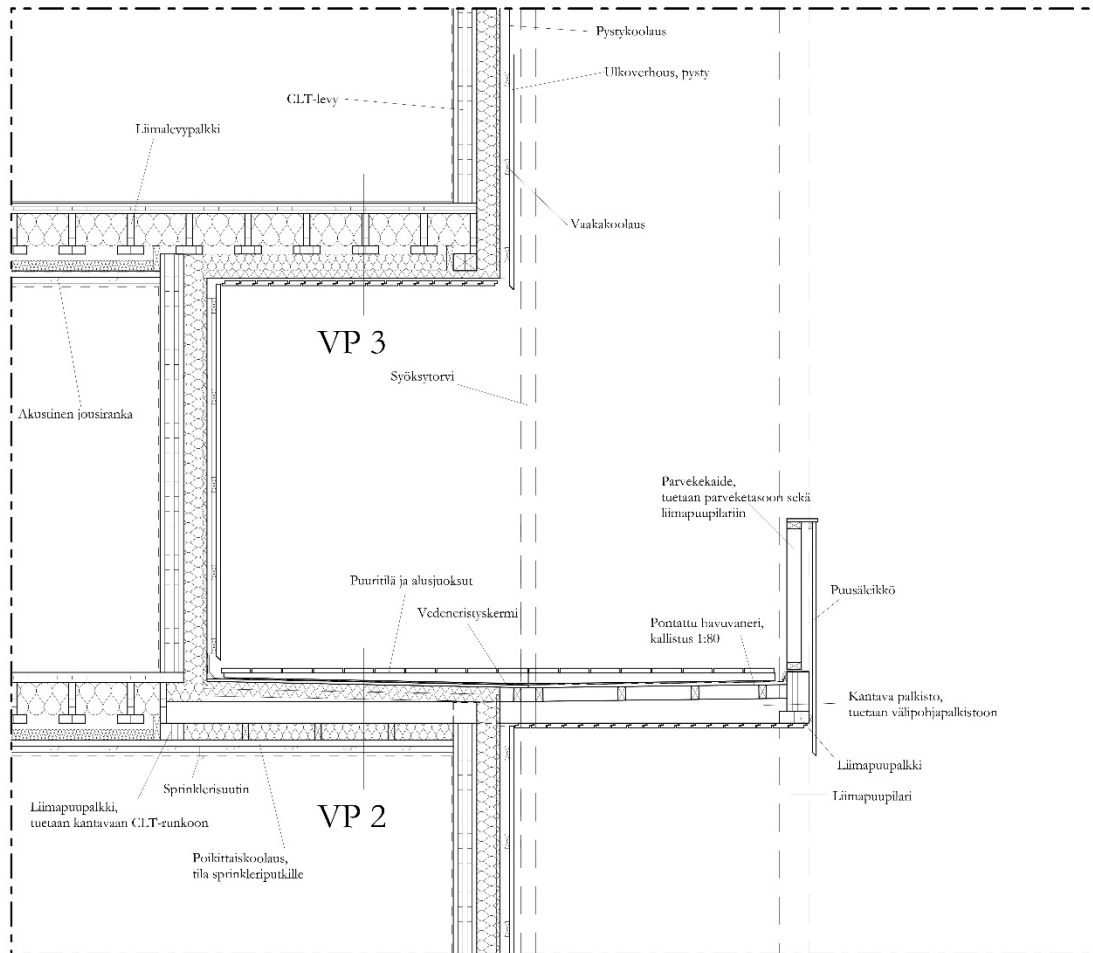 Pystykoolaus
Ulkoverhous, pysty
CLT-levy
Liimalevypalkki
Vaakakoolaus
VP 3
Syöksytorvi
Akustinen jousiranka
Parvekekaide,
tuetaan parveketasoon sekä
liimapuupilariin
Puuritilä ja alusjuoksut
Puusäleikkö
Vedeneristyskermi
Pontattu havuvaneri,
kallistus 1:80
Kantava palkisto,
tuetaan välipohjapalkistoon
Liimapuupalkki
Sprinklerisuutin
Liimapuupilari
Liimapuupalkki,
tuetaan kantavaan CLT-runkoon
VP 2
Poikittaiskoolaus,
tila sprinkleriputkille